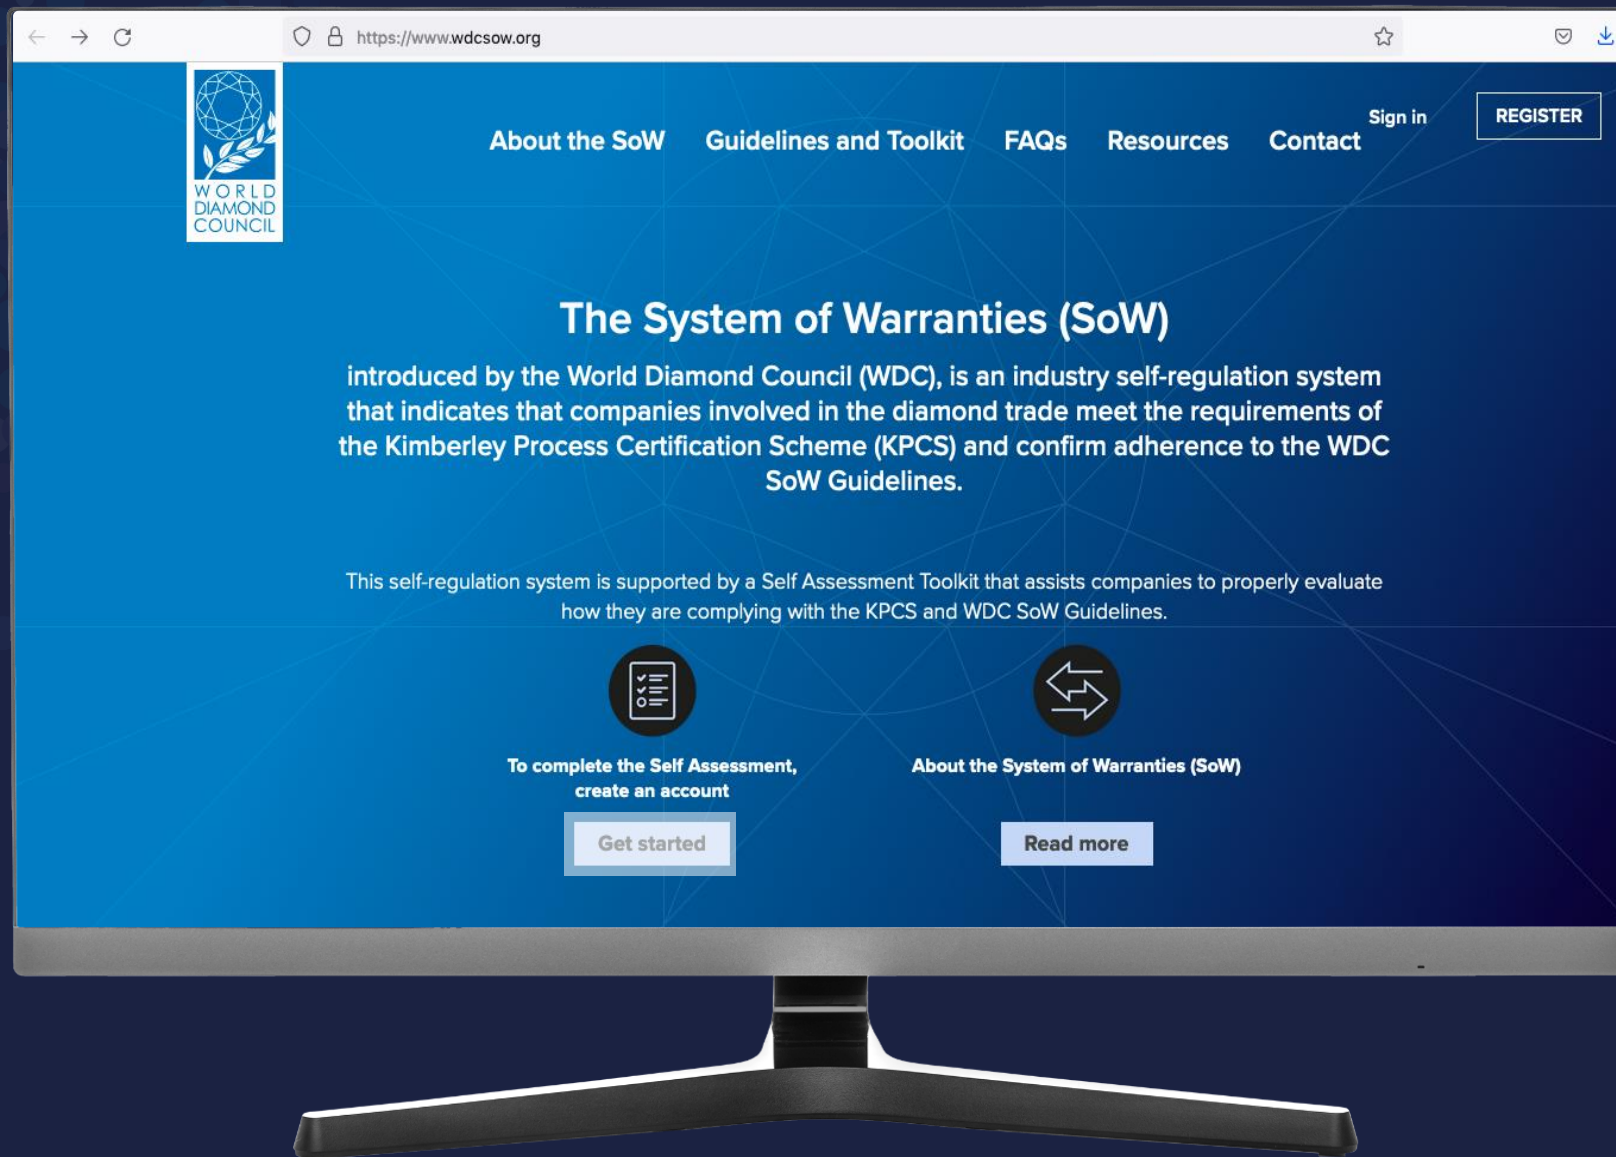 https://www.wdcsow.org
WORLD
DIAMOND
COUNCIL
About the SoW Guidelines and Toolkit FAQs Resources Contact Sign in REGISTER
The System of Warranties (SoW)
introduced by the World Diamond Council (WDC), is an industry self-regulation system
that indicates that companies involved in the diamond trade meet the requirements of
the Kimberley Process Certification Scheme (KPCS) and confirm adherence to the WDC
SoW Guidelines.
This self-regulation system is supported by a Self Assessment Toolkit that assists companies to properly evaluate
how they are complying with the KPCS and WDC SoW Guidelines.
To complete the Self Assessment,
create an account
Get started
About the System of Warranties (SoW)
Read more